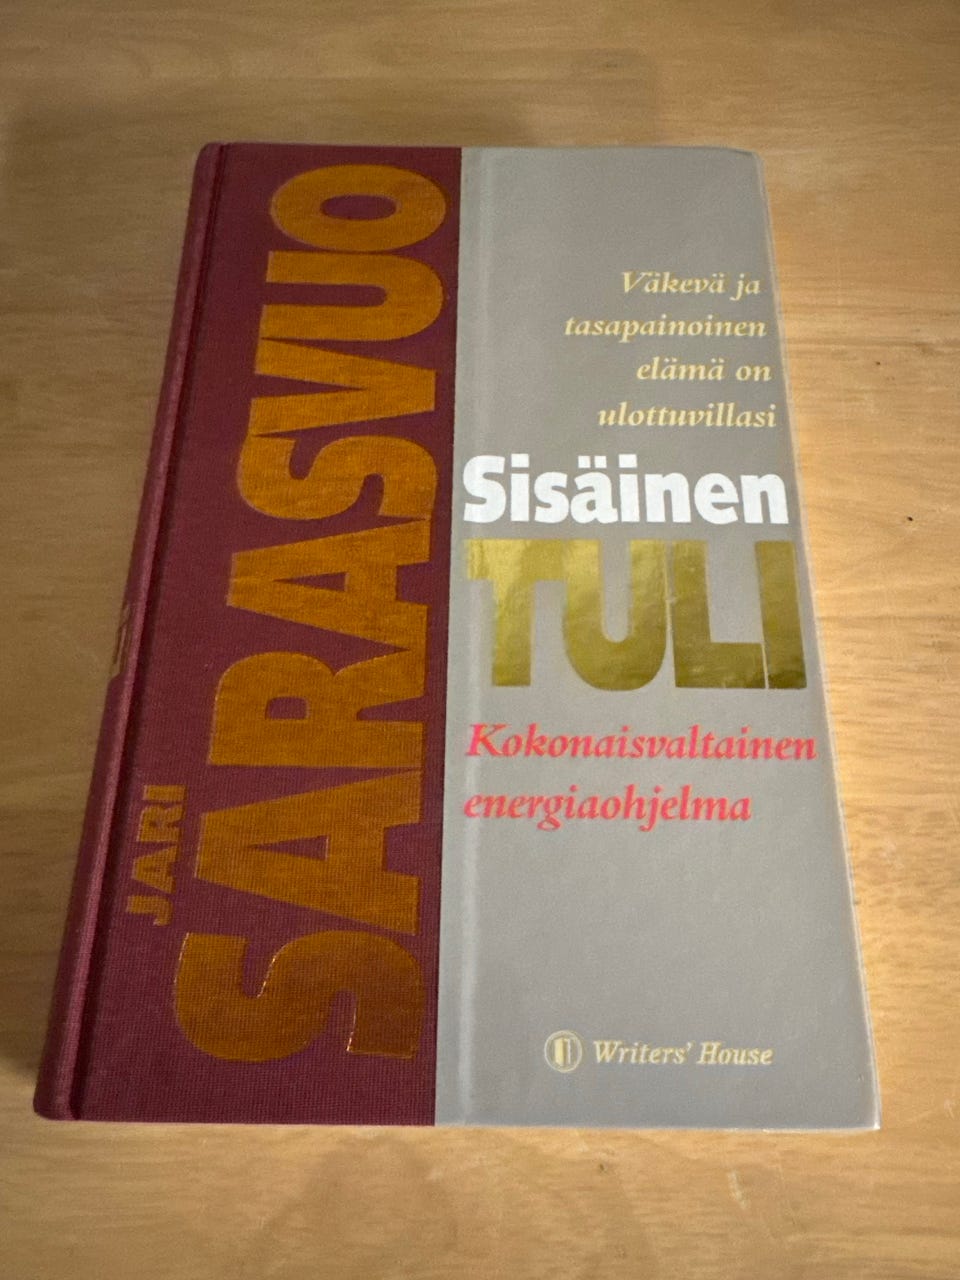 JARI
SARASVUO
Väkevä ja
tasapainoinen
elämä on
ulottuvillasi
Sisäinen
TULI
Kokonaisvaltainen
energiaohjelma
Writers' House